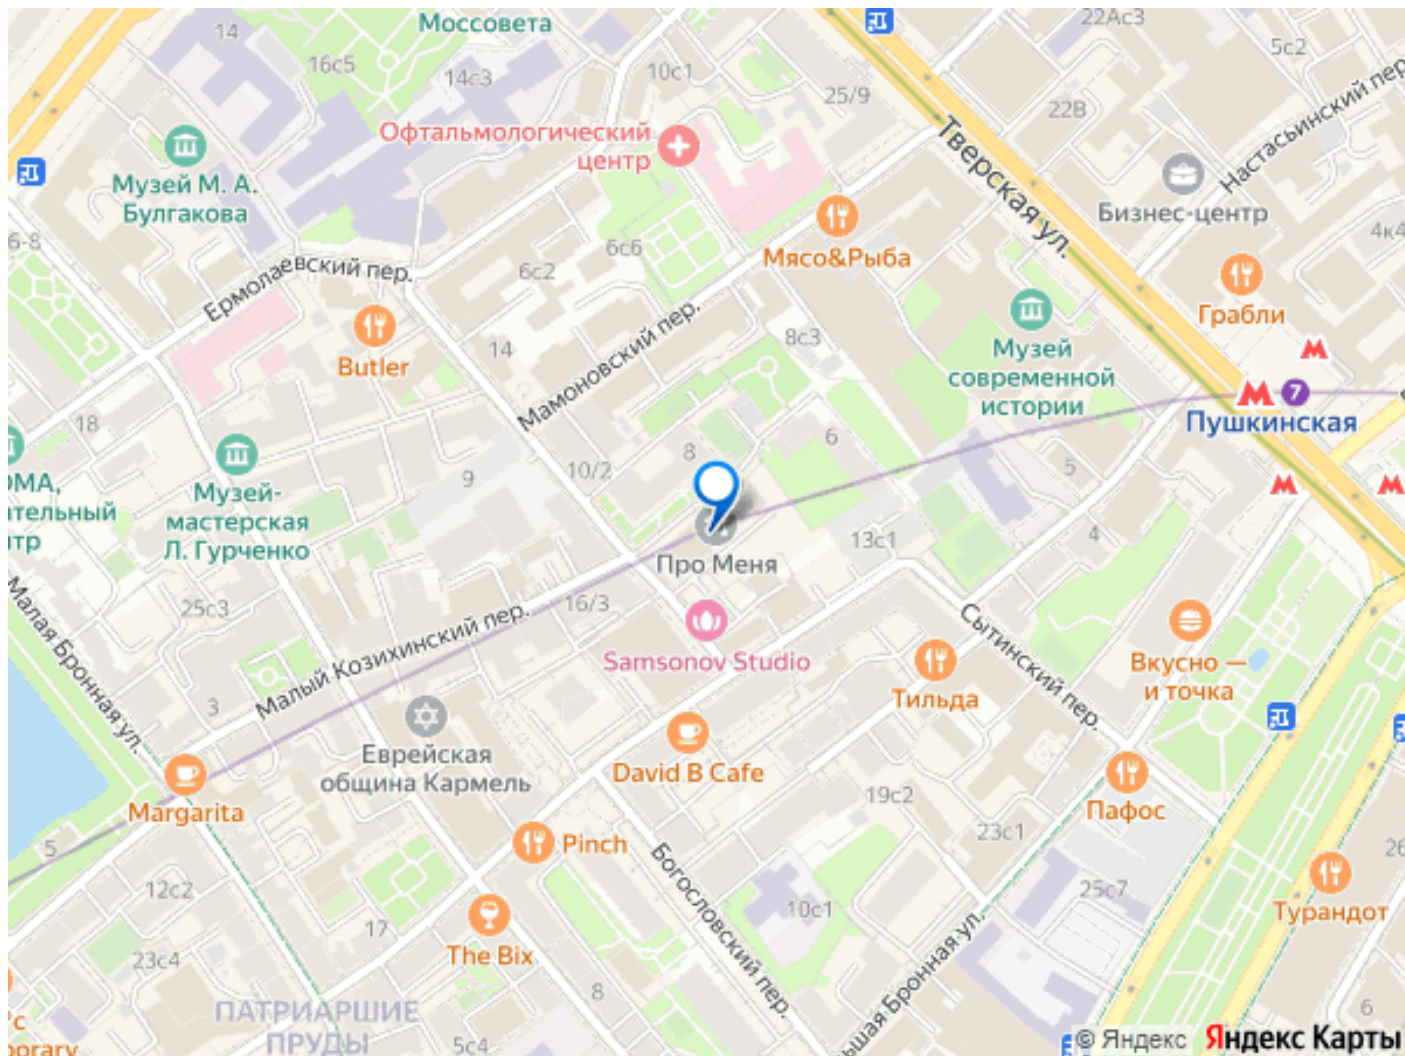 Моссовета
14
16с5
14с3
10с1
22Ас3
5с2
25/9
22В
Настасьинский пер.
Офтальмологический
центр
Тверская ул.
Музей М. А.
Булгакова
Бизнес-центр
4к4
6-8
6с6
6с2
Мясо&Рыба
Ермолаевский пер.
Грабли
Butler
14
Мамоновский пер.
8с3
Музей
современной
истории
7
Пушкинская
18
6
8
10/2
9
5
Музей-
мастерская
Л. Гурченко
Про Меня
13с1
4
Малая Бронная ул.
25с3
16/3
Малый Козихинский пер.
Samsonov Studio
Сытинский пер.
Тильда
Вкусно —
и точка
3
Еврейская
община Кармель
David B Cafe
Margarita
19с2
Пафос
23с1
Pinch
5
Богословский пер.
12с2
17
10с1
25с7
26
Турандот
The Bix
23с4
8
ПАТРИАРШИЕ
ПРУДЫ
5с4
6
© Яндекс Яндекс Карты